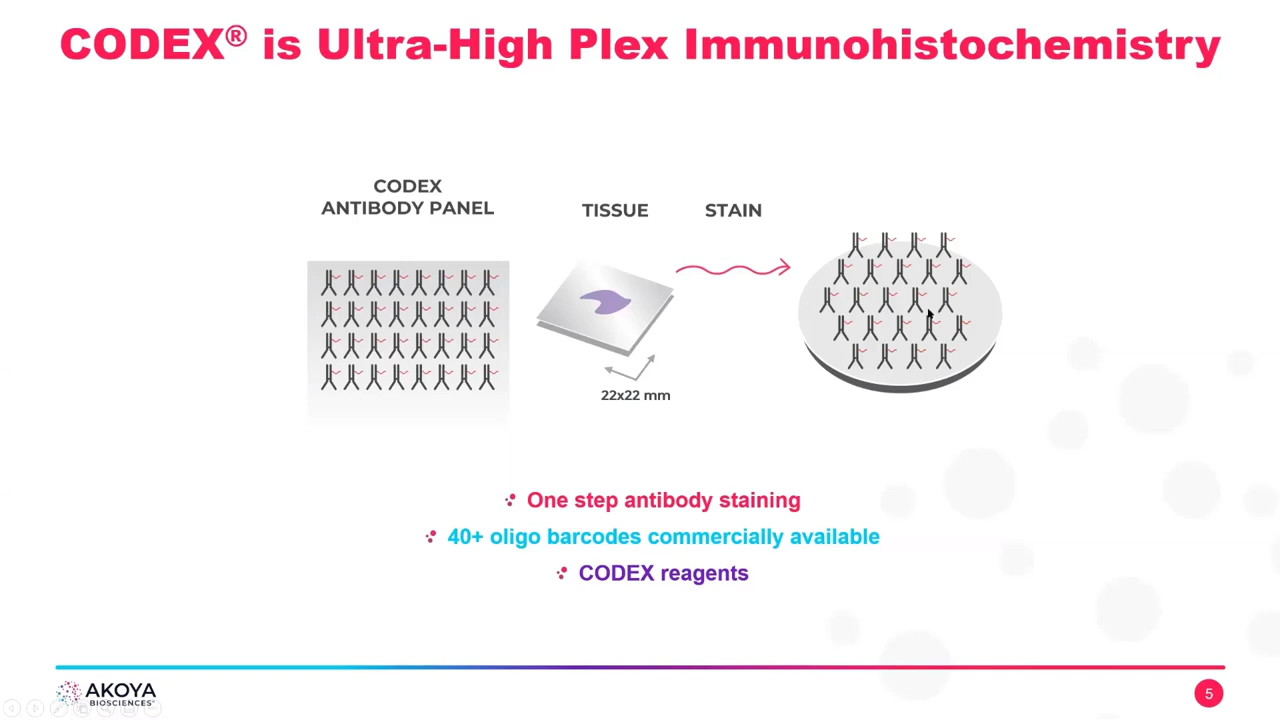 CODEX® is Ultra-High Plex Immunohistochemistry
CODEX
ANTIBODY PANEL
TISSUE
STAIN
22x22 mm
One step antibody staining
40+ oligo barcodes commercially available
CODEX reagents
AKOYA
BIOSCIENCES®
5